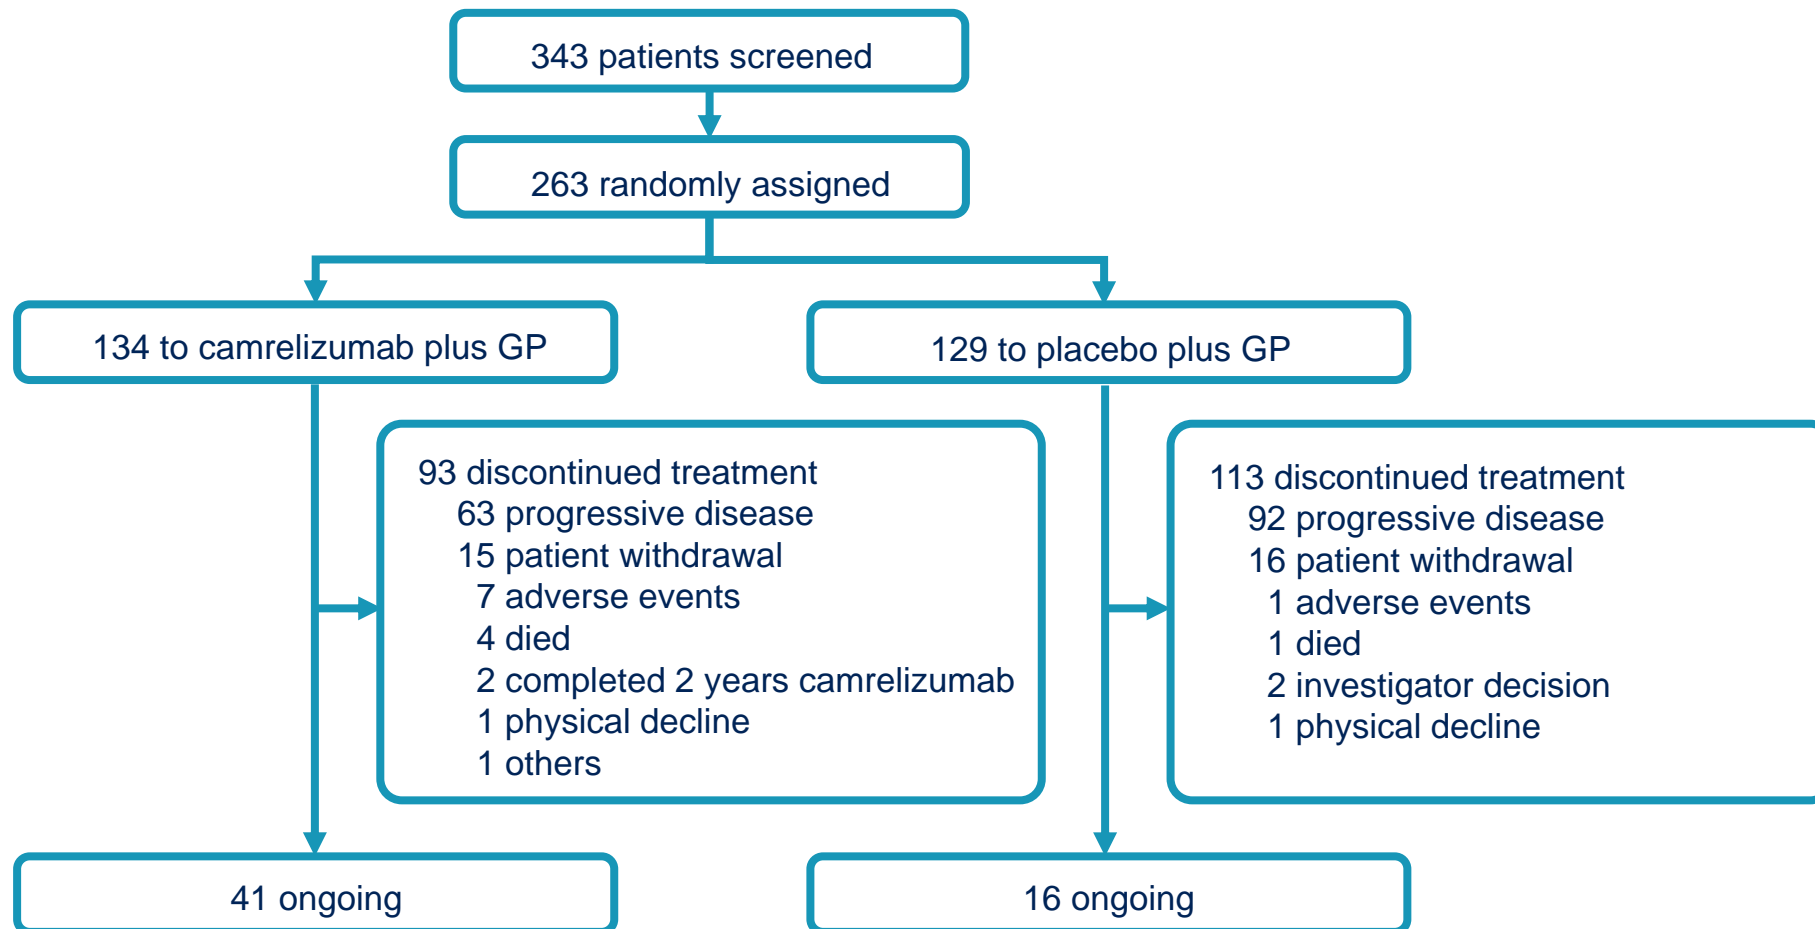 343 patients screened
263 randomly assigned
134 to camrelizumab plus GP
129 to placebo plus GP
93 discontinued treatment
63 progressive disease
15 patient withdrawal
7 adverse events
4 died
2 completed 2 years camrelizumab
1 physical decline
1 others
113 discontinued treatment
92 progressive disease
16 patient withdrawal
1 adverse events
1 died
2 investigator decision
1 physical decline
41 ongoing
16 ongoing